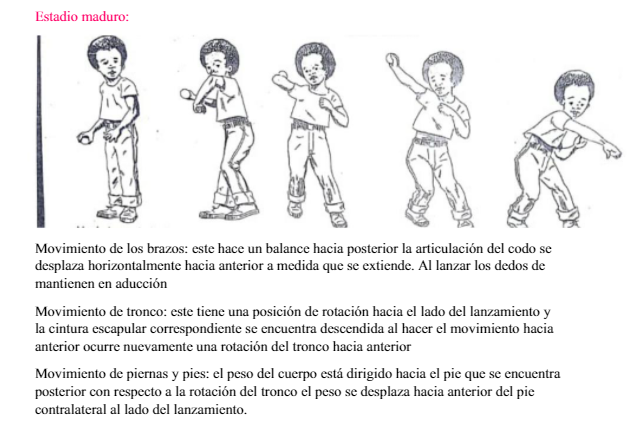 Estadio maduro:
Movimiento de los brazos: este hace un balance hacia posterior la articulación del codo se
desplaza horizontalmente hacia anterior a medida que se extiende. Al lanzar los dedos de
mantienen en aducción
Movimiento de tronco: este tiene una posición de rotación hacia el lado del lanzamiento y
la cintura escapular correspondiente se encuentra descendida al hacer el movimiento hacia
anterior ocurre nuevamente una rotación del tronco hacia anterior
Movimiento de piernas y pies: el peso del cuerpo está dirigido hacia el pie que se encuentra
posterior con respecto a la rotación del tronco el peso se desplaza hacia anterior del pie
contralateral al lado del lanzamiento.